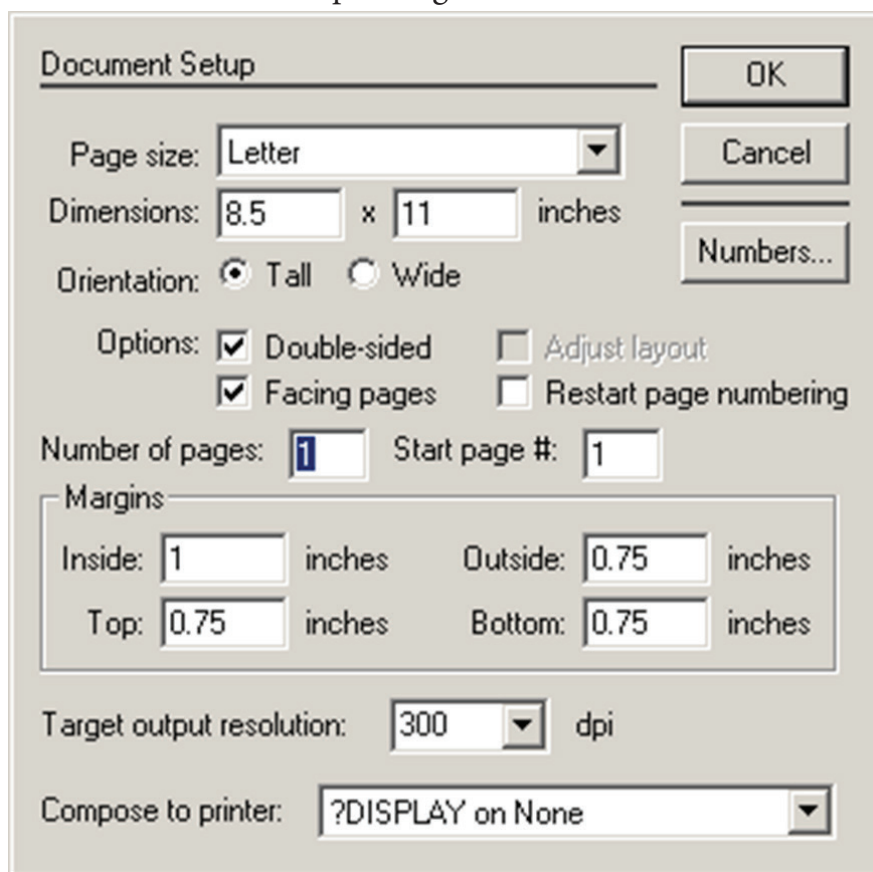 Document Setup
OK
Page size: Letter
Cancel
Dimensions: 8.5 x 11 inches
Numbers...
Orientation: Tall Wide
Options: Double-sided Adjust layout
Facing pages Restart page numbering
Number of pages: 1 Start page #: 1
Margins
Inside: 1 inches Outside: 0.75 inches
Top: 0.75 inches Bottom: 0.75 inches
Target output resolution: 300 dpi
Compose to printer: ?DISPLAY on None